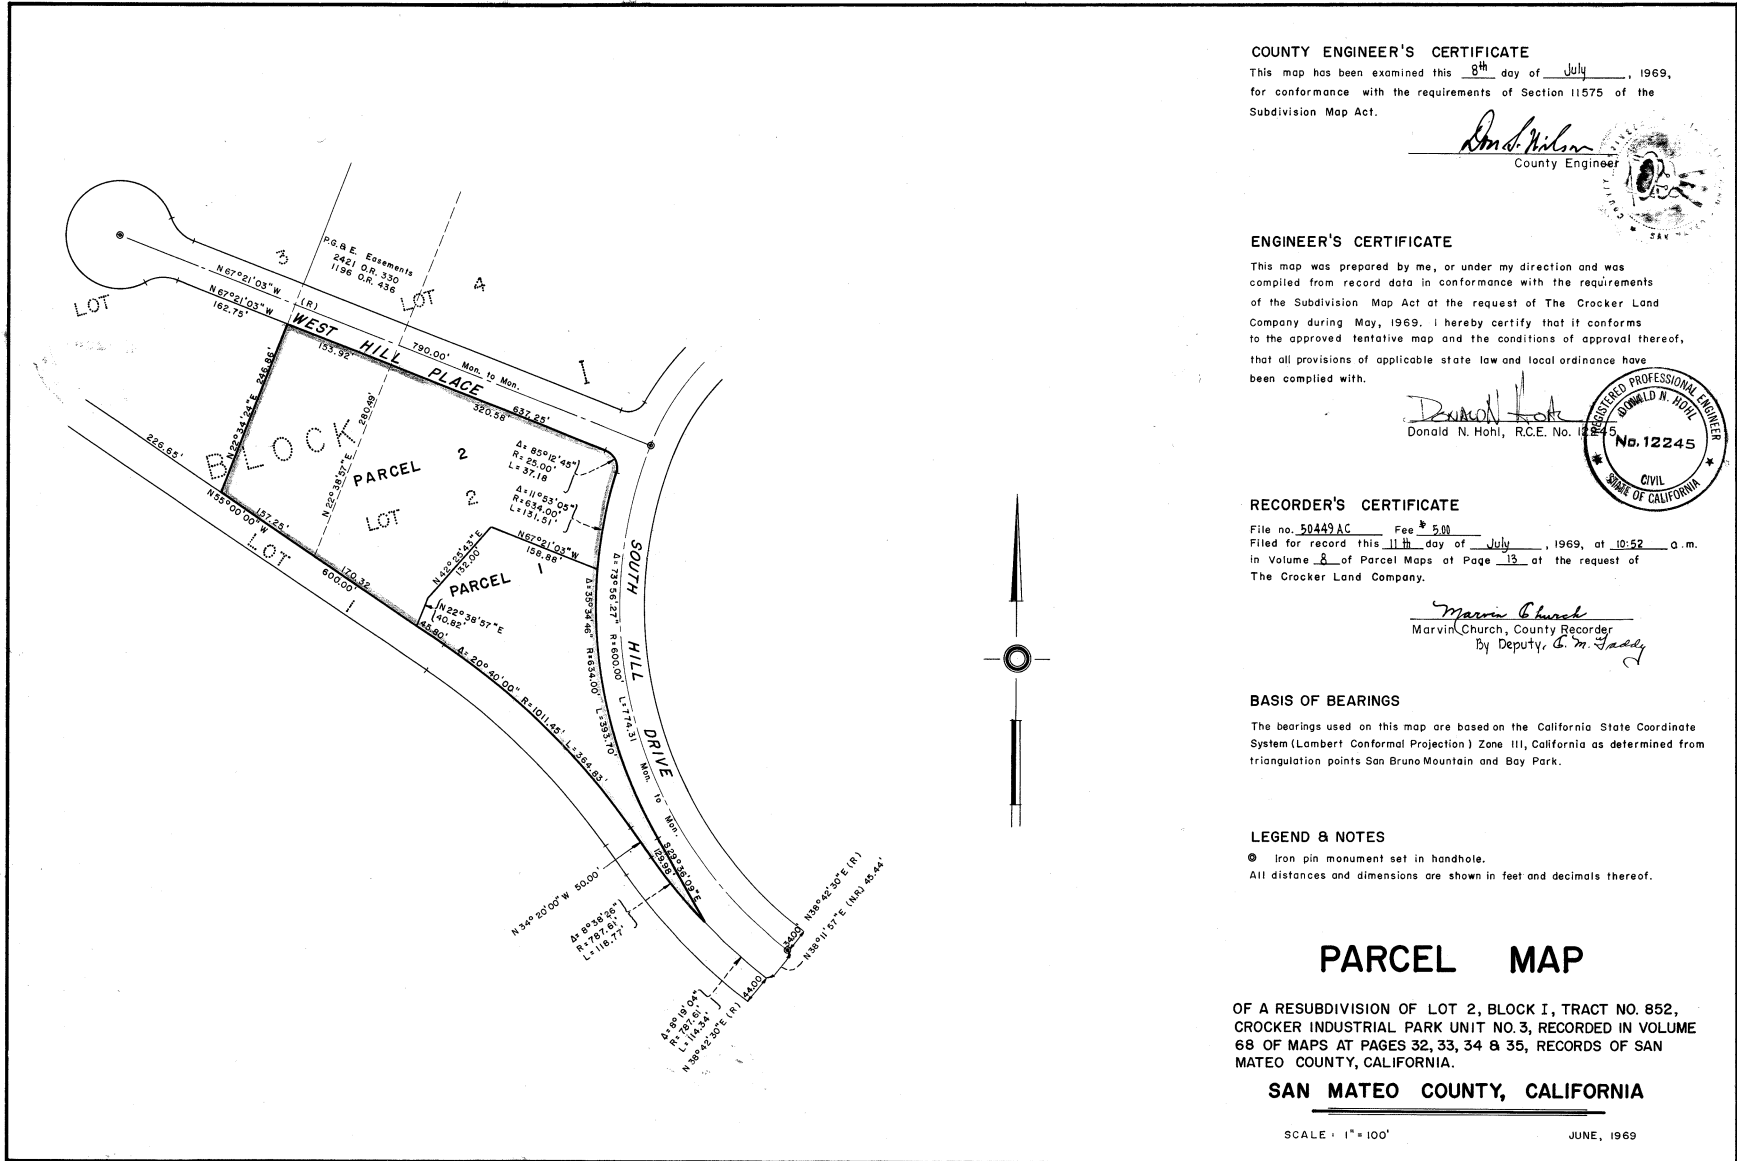 COUNTY ENGINEER'S CERTIFICATE
This map has been examined this 8th day of July, 1969,
for conformance with the requirements of Section 11575 of the
Subdivision Map Act.
Don S. Wilson
County Engineer
ENGINEER'S CERTIFICATE
This map was prepared by me, or under my direction and was
compiled from record data in conformance with the requirements
of the Subdivision Map Act at the request of The Crocker Land
Company during May, 1969. I hereby certify that it conforms
to the approved tentative map and the conditions of approval thereof,
that all provisions of applicable state law and local ordinance have
been complied with.
Donald N. Hohl
Donald N. Hohl, R.C.E. No. 12245
REGISTERED PROFESSIONAL ENGINEER
DONALD N. HOHL
No. 12245
CIVIL
STATE OF CALIFORNIA
RECORDER'S CERTIFICATE
File no. 50449AC Fee $ 5.00
Filed for record this 11th day of July, 1969, at 10:52 a.m.
in Volume 8 of Parcel Maps at Page 13 at the request of
The Crocker Land Company.
Marvin Church
Marvin Church, County Recorder
By Deputy, C. M. Gaddy
BASIS OF BEARINGS
The bearings used on this map are based on the California State Coordinate
System (Lambert Conformal Projection) Zone III, California as determined from
triangulation points San Bruno Mountain and Bay Park.
LEGEND & NOTES
Iron pin monument set in handhole.
All distances and dimensions are shown in feet and decimals thereof.
PARCEL MAP
OF A RESUBDIVISION OF LOT 2, BLOCK I, TRACT NO. 852,
CROCKER INDUSTRIAL PARK UNIT NO. 3, RECORDED IN VOLUME
68 OF MAPS AT PAGES 32, 33, 34 & 35, RECORDS OF SAN
MATEO COUNTY, CALIFORNIA.
SAN MATEO COUNTY, CALIFORNIA
SCALE: 1" = 100'
JUNE, 1969
P.G. & E. Easements
2421 O.R. 330
1196 O.R. 436
LOT 3
LOT 4
N 67°21'03" W (R)
N 67°21'03" W
162.75'
WEST HILL PLACE
153.92'
790.00' Mon. to Mon.
637.25'
320.58'
N 22°34'24" E 246.86'
N 22°38'57" E 280.49'
BLOCK I
PARCEL 2
LOT 2
Δ= 85°12'45"
R= 25.00'
L= 37.18
Δ=11°53'05"
R=634.00'
L=131.51'
N67°21'03"W
158.88'
N 42°25'43" E
132.00'
PARCEL 1
N 22°38'57" E
40.82'
226.65'
N 55°00'00" W
157.25'
170.32
600.00'
45.80'
LOT 1
Δ= 20°40'00" R=1011.45' L=364.83'
Δ=35°34'46" R=634.00' L=393.70'
Δ=73°56'27" R=600.00' L=774.31 Mon. to Mon.
SOUTH HILL DRIVE
S 29°36'09" E
129.98'
N 34°20'00" W 50.00'
Δ= 8°38'26"
R=787.61'
L=118.77'
Δ=8°19'04"
R=787.61'
L=114.34'
N 38°42'30" E (R)
44.00
34.00'
N38°42'30" E (R)
N38°11'57" E (N.R) 45.44'